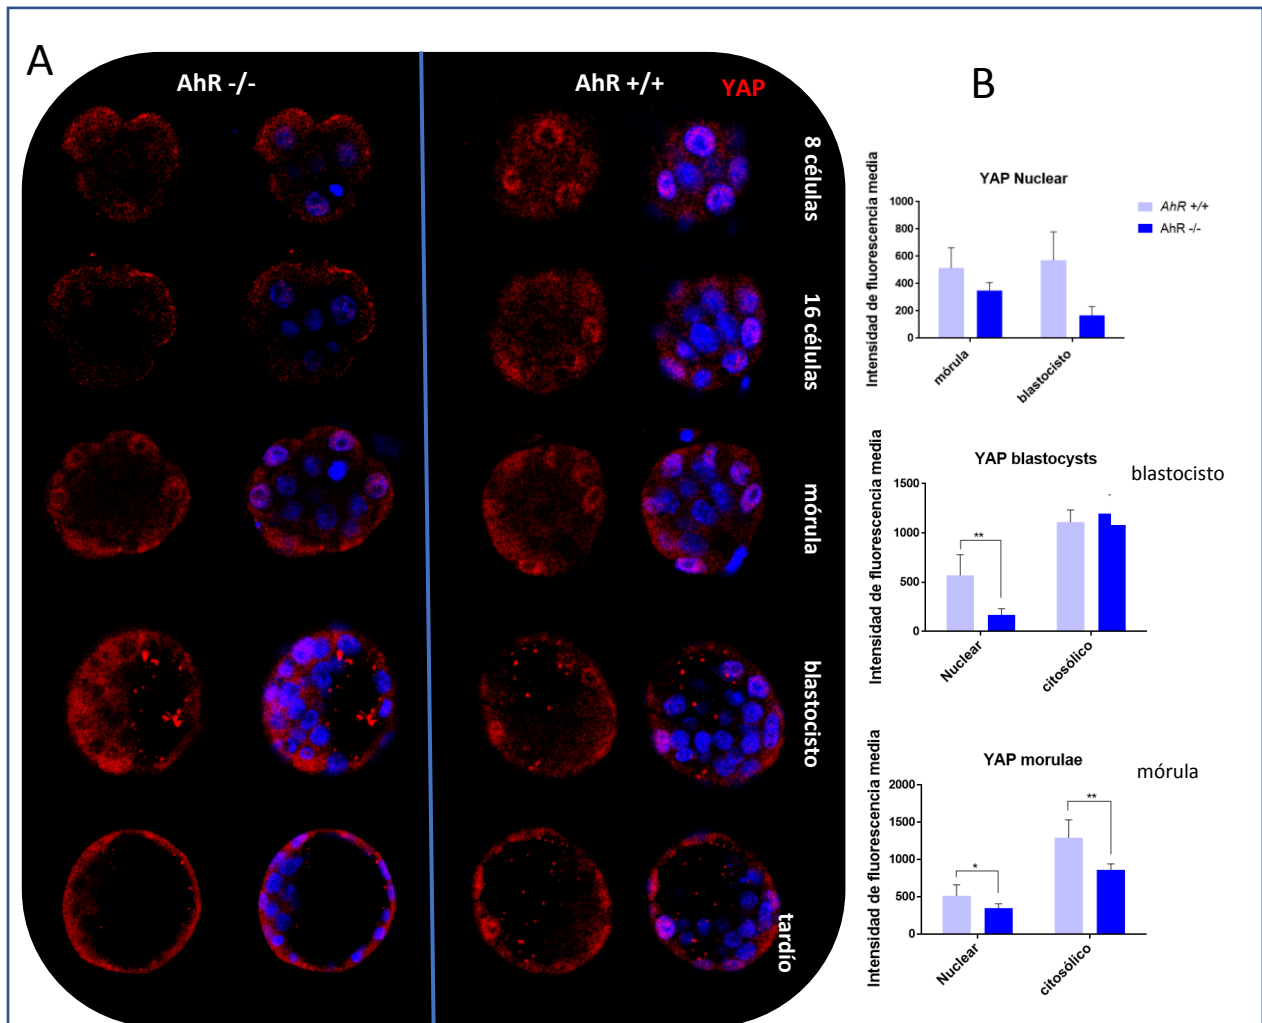 A
AhR -/-
AhR +/+
YAP
8 células
16 células
mórula
blastocisto
tardío
B
YAP Nuclear
Intensidad de fluorescencia media
1000
800
600
400
200
0
mórula
blastocisto
AhR +/+
AhR -/-
YAP blastocysts
blastocisto
Intensidad de fluorescencia media
1500
1000
500
0
**
Nuclear
citosólico
YAP morulae
mórula
Intensidad de fluorescencia media
2000
1500
1000
500
0
*
**
Nuclear
citosólico